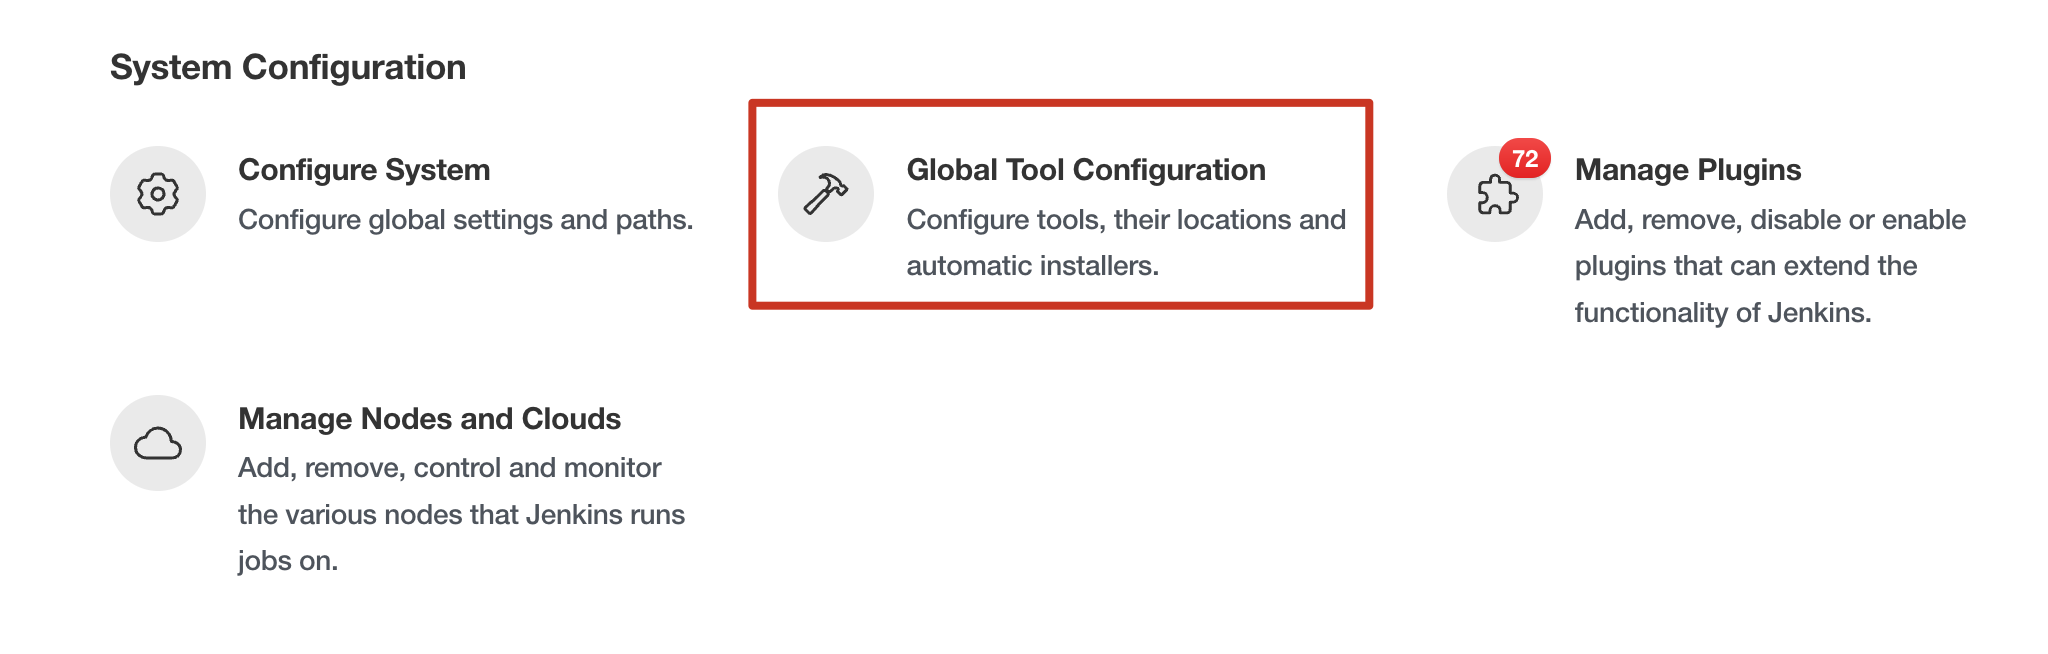 System Configuration
Configure System
Configure global settings and paths.
Global Tool Configuration
Configure tools, their locations and
automatic installers.
72
Manage Plugins
Add, remove, disable or enable
plugins that can extend the
functionality of Jenkins.
Manage Nodes and Clouds
Add, remove, control and monitor
the various nodes that Jenkins runs
jobs on.